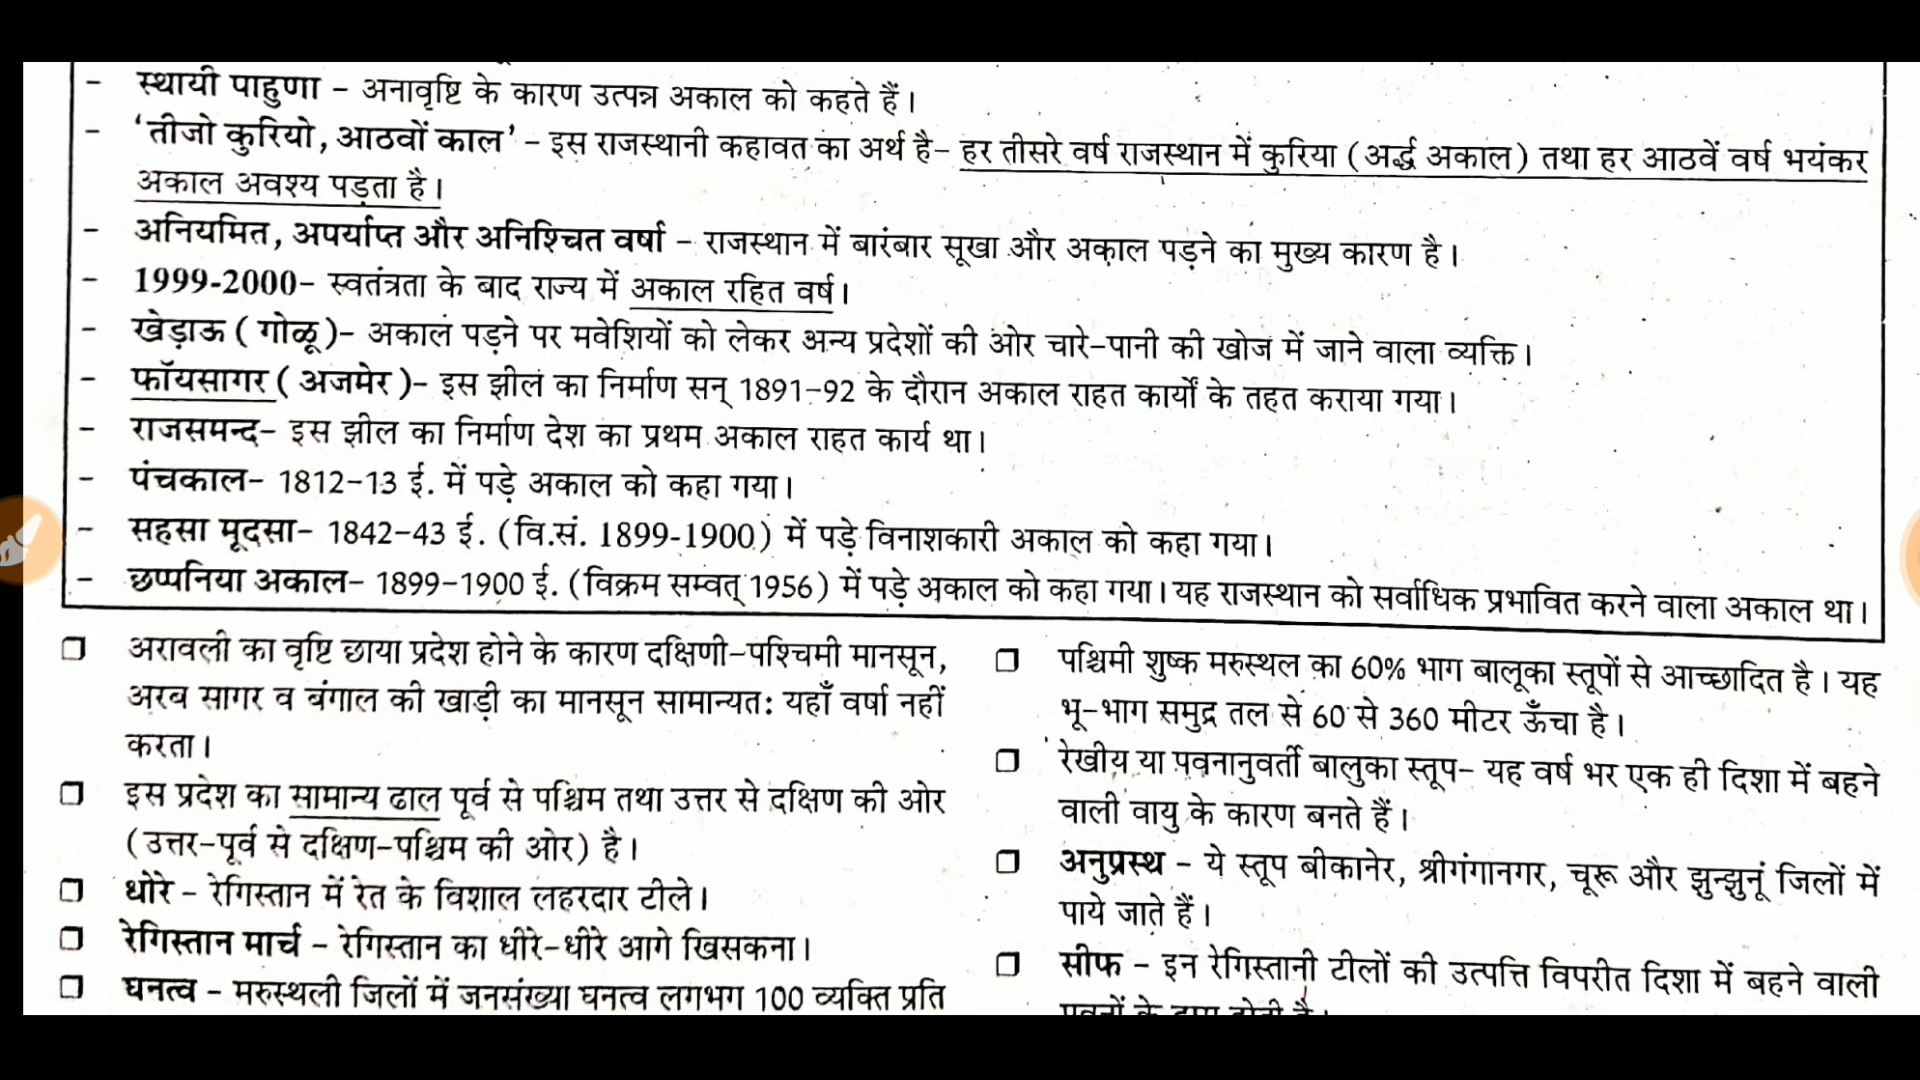 - स्थायी पाहुणा - अनावृष्टि के कारण उत्पन्न अकाल को कहते हैं।
- ‘तीजो कुरियो, आठवों काल’ - इस राजस्थानी कहावत का अर्थ है- हर तीसरे वर्ष राजस्थान में कुरिया (अर्द्ध अकाल) तथा हर आठवें वर्ष भयंकर
अकाल अवश्य पड़ता है।
- अनियमित, अपर्याप्त और अनिश्चित वर्षा - राजस्थान में बारंबार सूखा और अकाल पड़ने का मुख्य कारण है।
- 1999-2000- स्वतंत्रता के बाद राज्य में अकाल रहित वर्ष।
- खेड़ाऊ (गोळू)- अकाल पड़ने पर मवेशियों को लेकर अन्य प्रदेशों की ओर चारे-पानी की खोज में जाने वाला व्यक्ति।
- फॉयसागर (अजमेर)- इस झील का निर्माण सन् 1891-92 के दौरान अकाल राहत कार्यों के तहत कराया गया।
- राजसमन्द- इस झील का निर्माण देश का प्रथम अकाल राहत कार्य था।
- पंचकाल- 1812-13 ई. में पड़े अकाल को कहा गया।
- सहसा मूदसा- 1842-43 ई. (वि.सं. 1899-1900) में पड़े विनाशकारी अकाल को कहा गया।
- छप्पनिया अकाल- 1899-1900 ई. (विक्रम सम्वत् 1956) में पड़े अकाल को कहा गया। यह राजस्थान को सर्वाधिक प्रभावित करने वाला अकाल था।
अरावली का वृष्टि छाया प्रदेश होने के कारण दक्षिणी-पश्चिमी मानसून,
अरब सागर व बंगाल की खाड़ी का मानसून सामान्यत: यहाँ वर्षा नहीं
करता।
इस प्रदेश का सामान्य ढाल पूर्व से पश्चिम तथा उत्तर से दक्षिण की ओर
(उत्तर-पूर्व से दक्षिण-पश्चिम की ओर) है।
धोरे - रेगिस्तान में रेत के विशाल लहरदार टीले।
रेगिस्तान मार्च - रेगिस्तान का धीरे-धीरे आगे खिसकना।
घनत्व - मरुस्थली जिलों में जनसंख्या घनत्व लगभग 100 व्यक्ति प्रति
पश्चिमी शुष्क मरुस्थल का 60% भाग बालूका स्तूपों से आच्छादित है। यह
भू-भाग समुद्र तल से 60 से 360 मीटर ऊँचा है।
रेखीय या पवनानुवर्ती बालुका स्तूप- यह वर्ष भर एक ही दिशा में बहने
वाली वायु के कारण बनते हैं।
अनुप्रस्थ - ये स्तूप बीकानेर, श्रीगंगानगर, चूरू और झुन्झुनूं जिलों में
पाये जाते हैं।
सीफ - इन रेगिस्तानी टीलों की उत्पत्ति विपरीत दिशा में बहने वाली